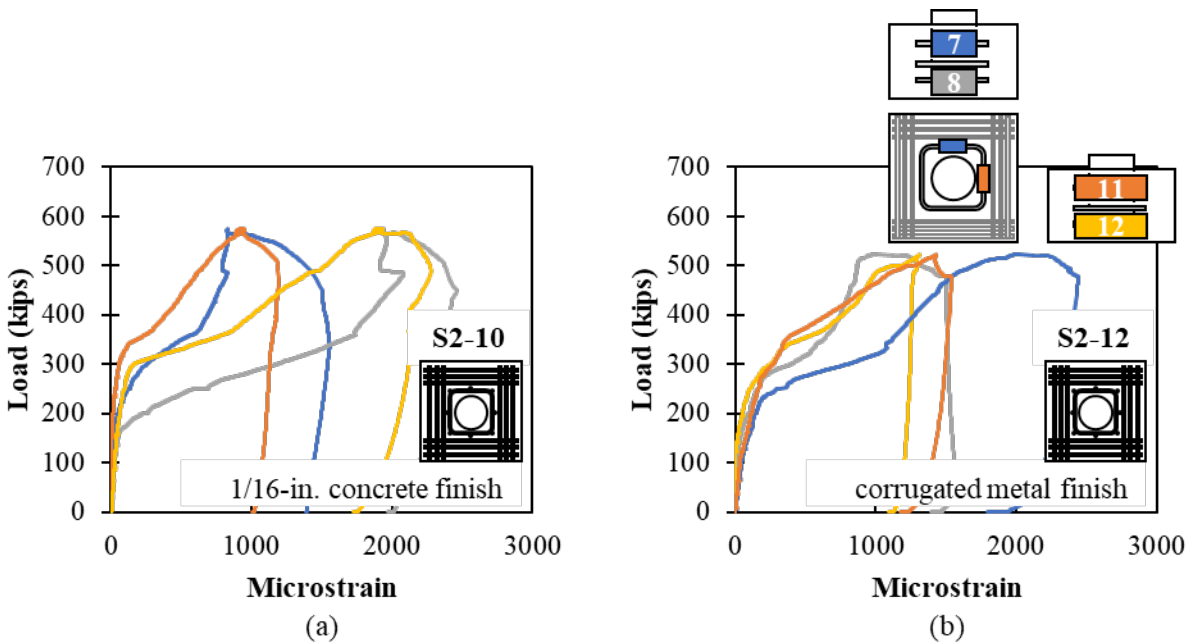 7
8
11
12
700
600
500
400
300
200
100
0
Load (kips)
S2-10
1/16-in. concrete finish
0
1000
2000
3000
Microstrain
(a)
700
600
500
400
300
200
100
0
Load (kips)
S2-12
corrugated metal finish
0
1000
2000
3000
Microstrain
(b)